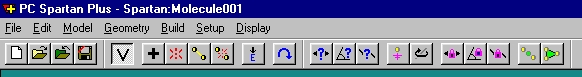 PC Spartan Plus - Spartan:Molecule001
File Edit Model Geometry Build Setup Display
E ? ? ?